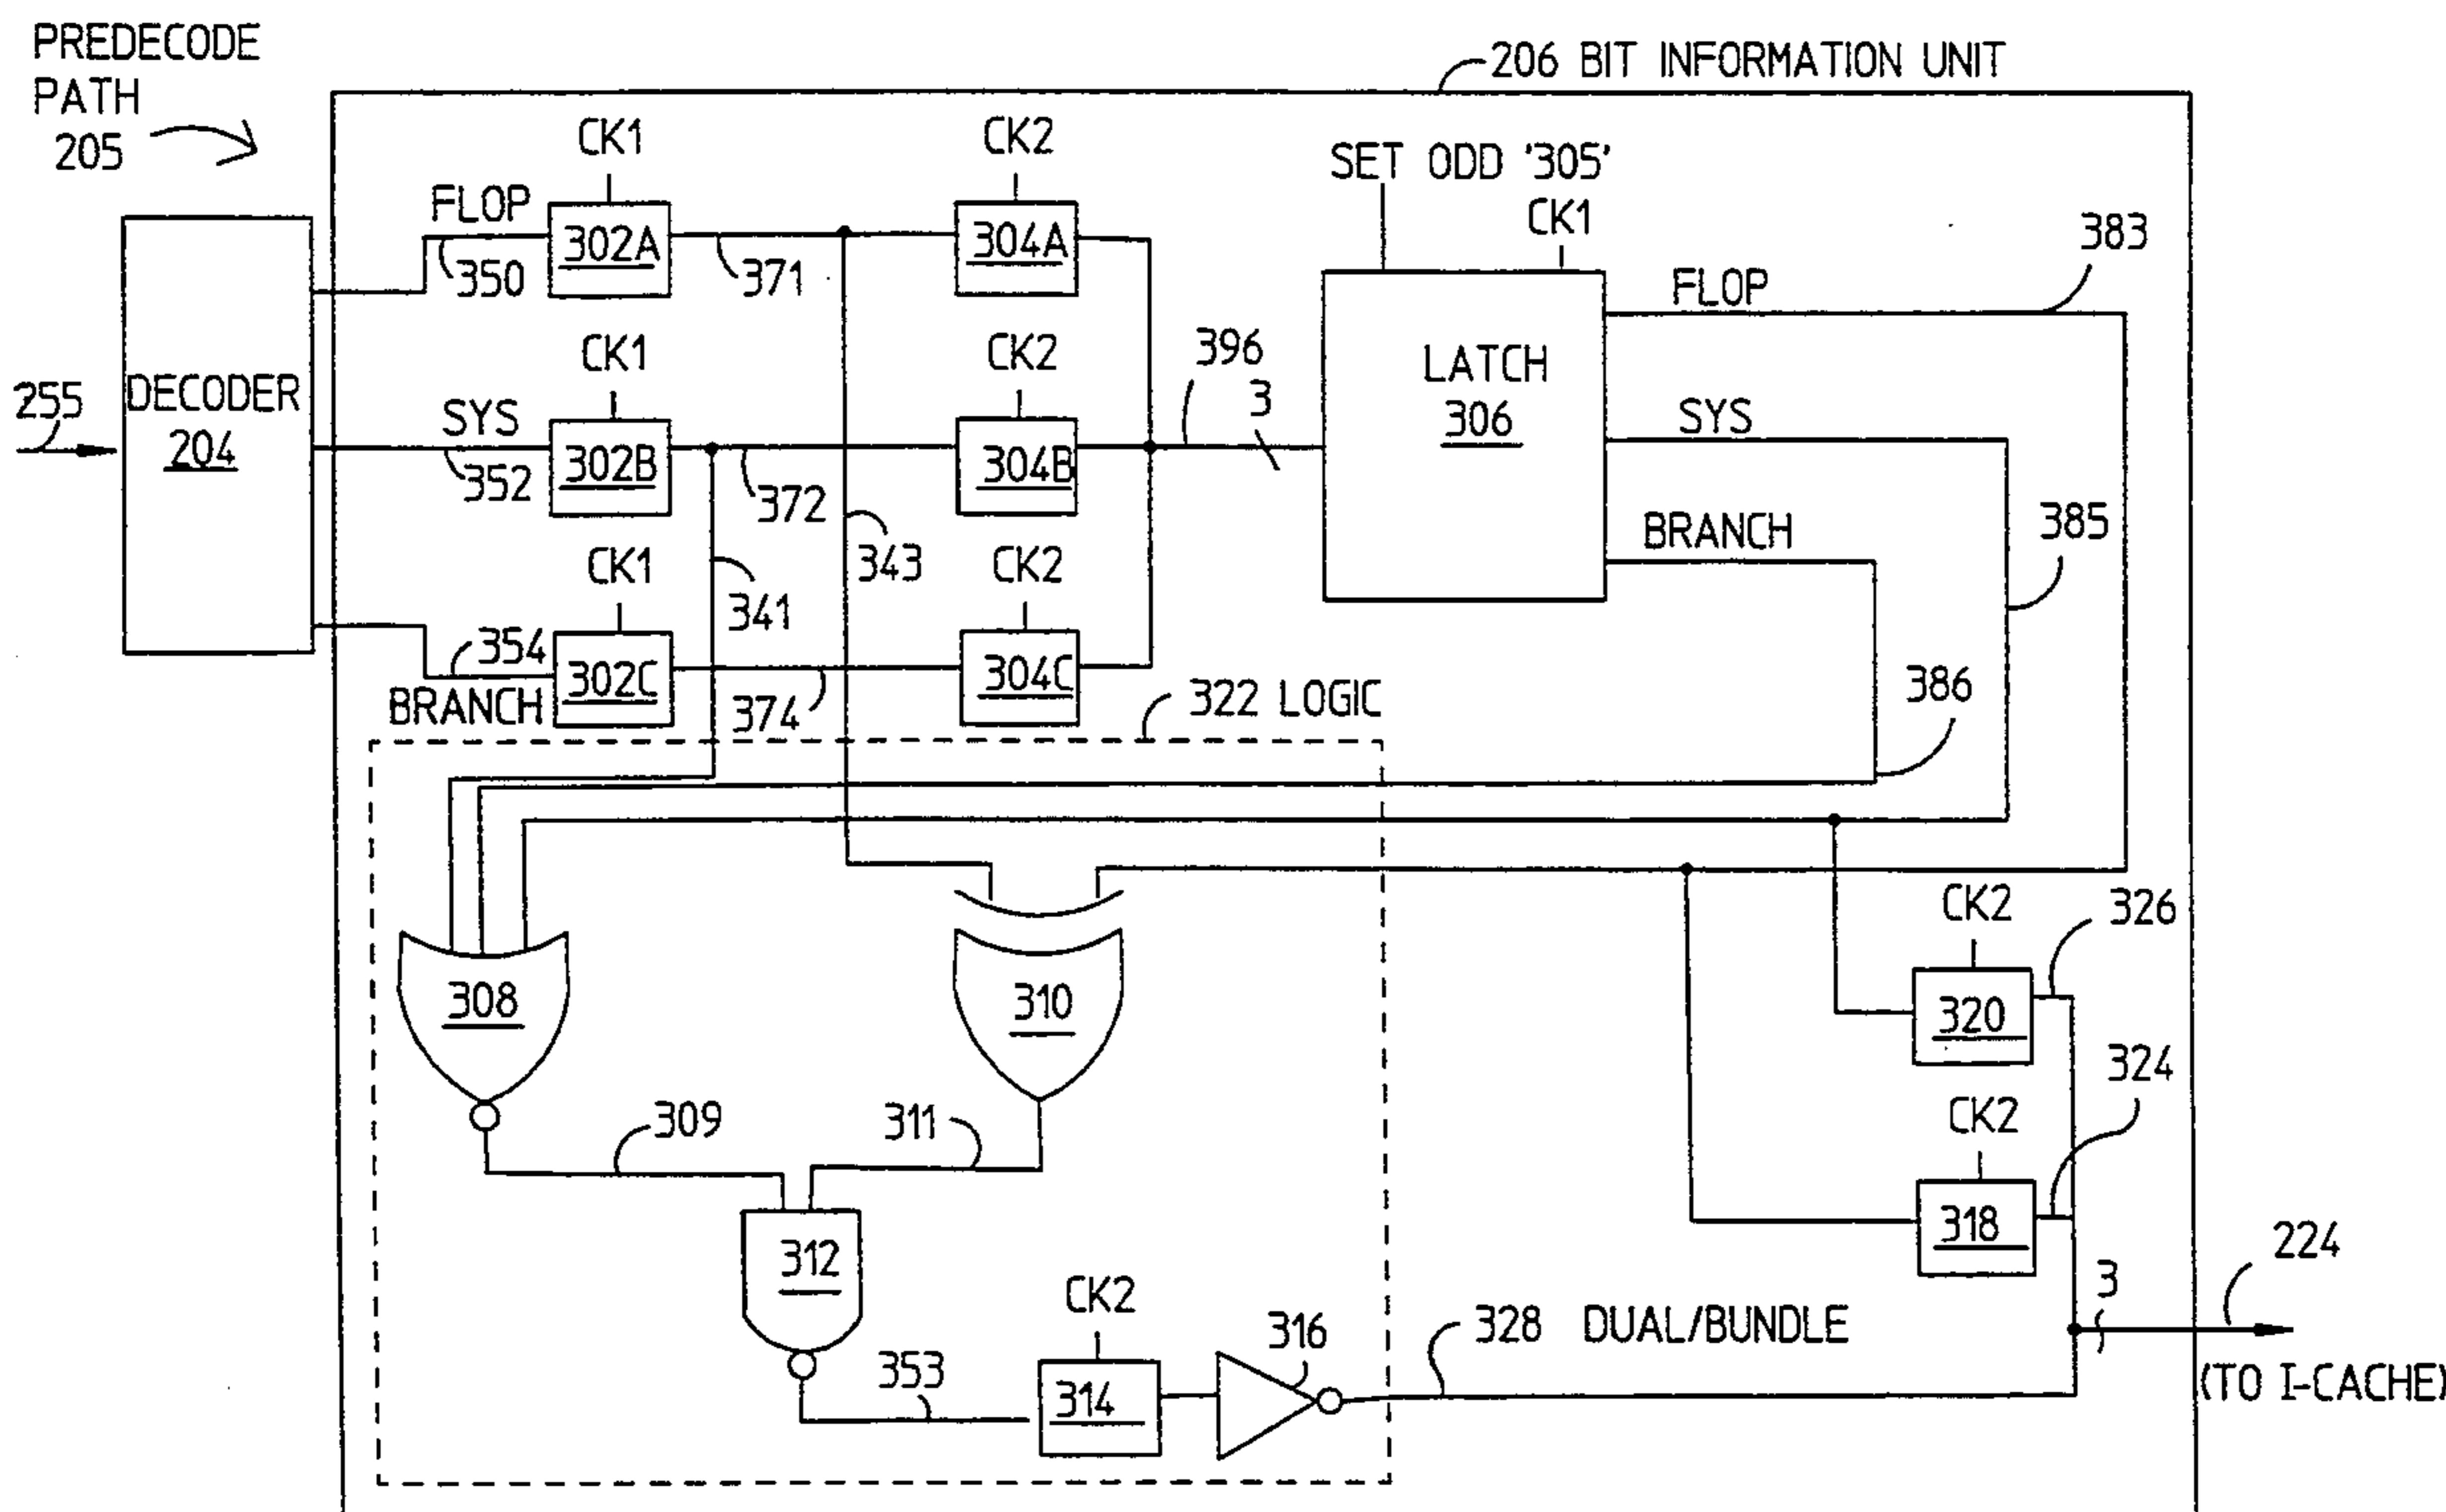 PREDECODE
PATH
205
206 BIT INFORMATION UNIT
CK1
CK2
SET ODD '305'
CK1
FLOP
350
302A
371
304A
383
FLOP
CK1
CK2
396
3
LATCH
306
255
DECODER
204
SYS
352
302B
372
304B
SYS
385
BRANCH
CK1
341
343
CK2
354
BRANCH
302C
374
304C
386
322 LOGIC
308
310
CK2
326
320
309
311
CK2
324
312
318
224
3
CK2
316
328 DUAL/BUNDLE
353
314
(TO I-CACHE)